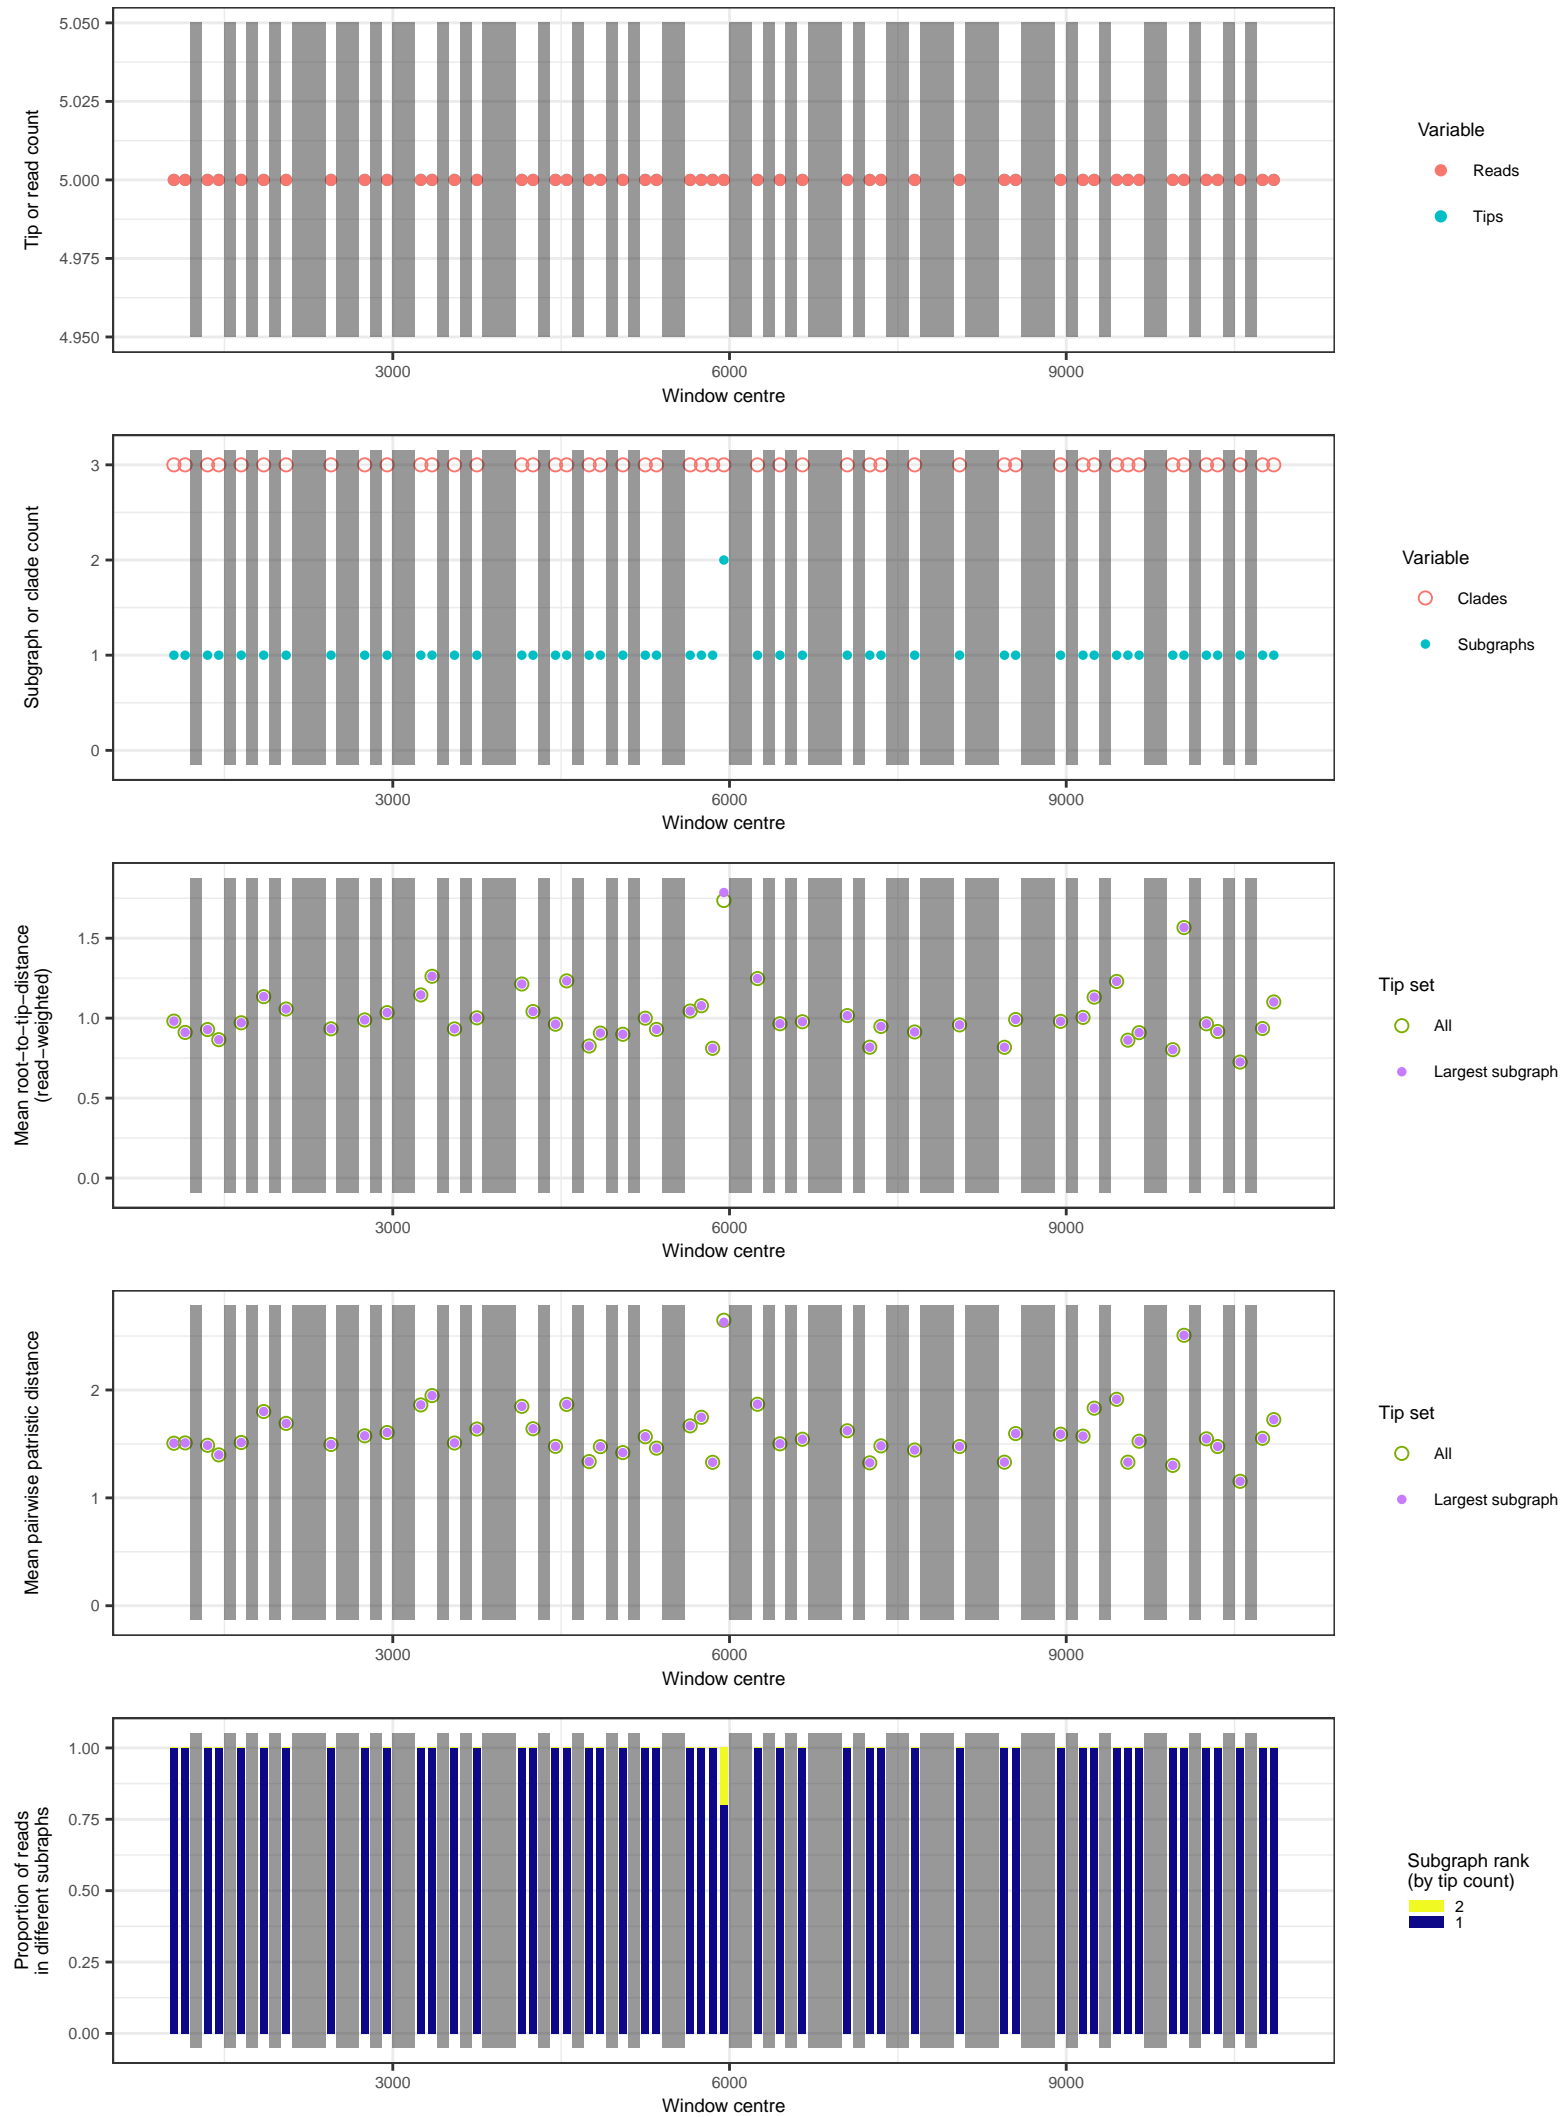 5.050
5.025
5.000
4.975
4.950
Tip or read count
3000
6000
9000
Window centre
Variable
Reads
Tips
3
2
1
0
Subgraph or clade count
3000
6000
9000
Window centre
Variable
Clades
Subgraphs
1.5
1.0
0.5
0.0
Mean root−to−tip−distance
(read−weighted)
3000
6000
9000
Window centre
Tip set
All
Largest subgraph
2
1
0
Mean pairwise patristic distance
3000
6000
9000
Window centre
Tip set
All
Largest subgraph
1.00
0.75
0.50
0.25
0.00
Proportion of reads
in different subraphs
3000
6000
9000
Window centre
Subgraph rank
(by tip count)
2
1